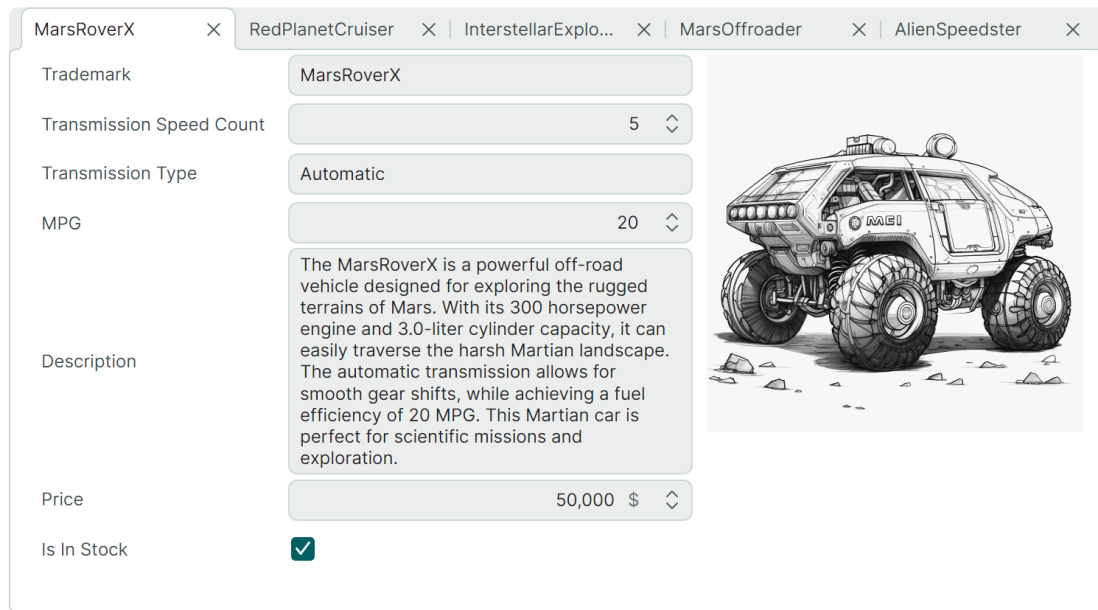 MarsRoverX
RedPlanetCruiser
InterstellarExplo...
MarsOffroader
AlienSpeedster
Trademark
MarsRoverX
Transmission Speed Count
5
Transmission Type
Automatic
MPG
20
Description
The MarsRoverX is a powerful off-road
vehicle designed for exploring the rugged
terrains of Mars. With its 300 horsepower
engine and 3.0-liter cylinder capacity, it can
easily traverse the harsh Martian landscape.
The automatic transmission allows for
smooth gear shifts, while achieving a fuel
efficiency of 20 MPG. This Martian car is
perfect for scientific missions and
exploration.
Price
50,000 $
Is In Stock
MEI